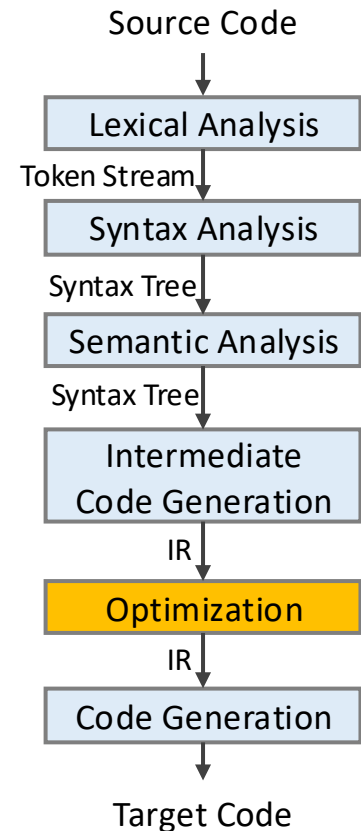 Source Code
Lexical Analysis
Token Stream
Syntax Analysis
Syntax Tree
Semantic Analysis
Syntax Tree
Intermediate
Code Generation
IR
Optimization
IR
Code Generation
Target Code